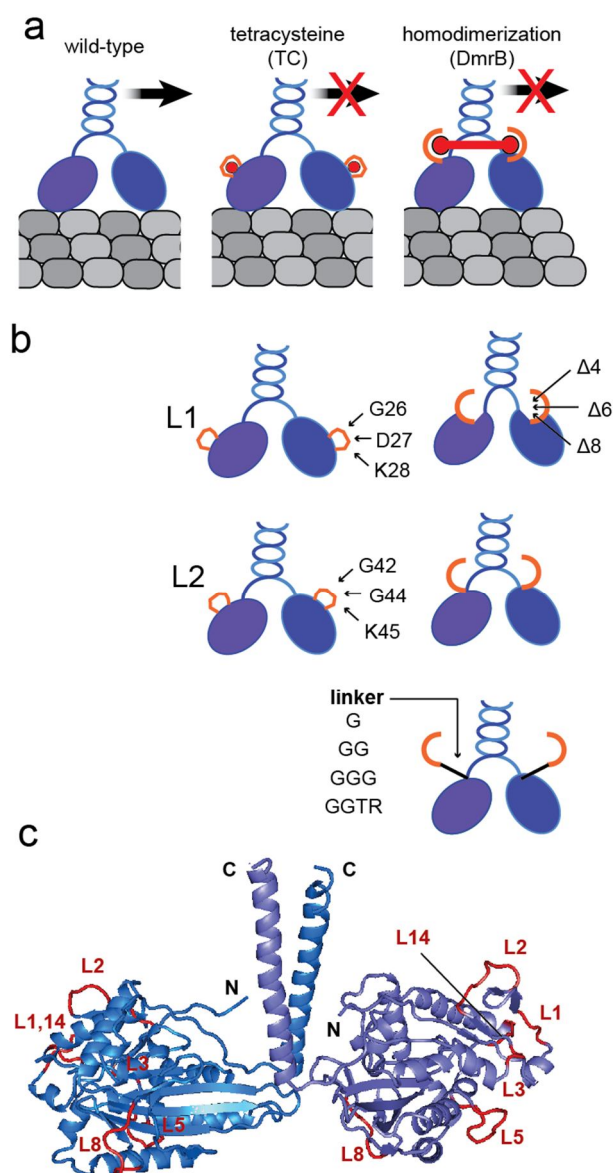 a
wild-type
tetracysteine
(TC)
homodimerization
(DmrB)
b
L1
G26
D27
K28
Δ4
Δ6
Δ8
L2
G42
G44
K45
linker
G
GG
GGG
GGTR
c
C
C
L14
L2
L2
N
L1
L1,14
N
L3
L3
L5
L5
L8
L8